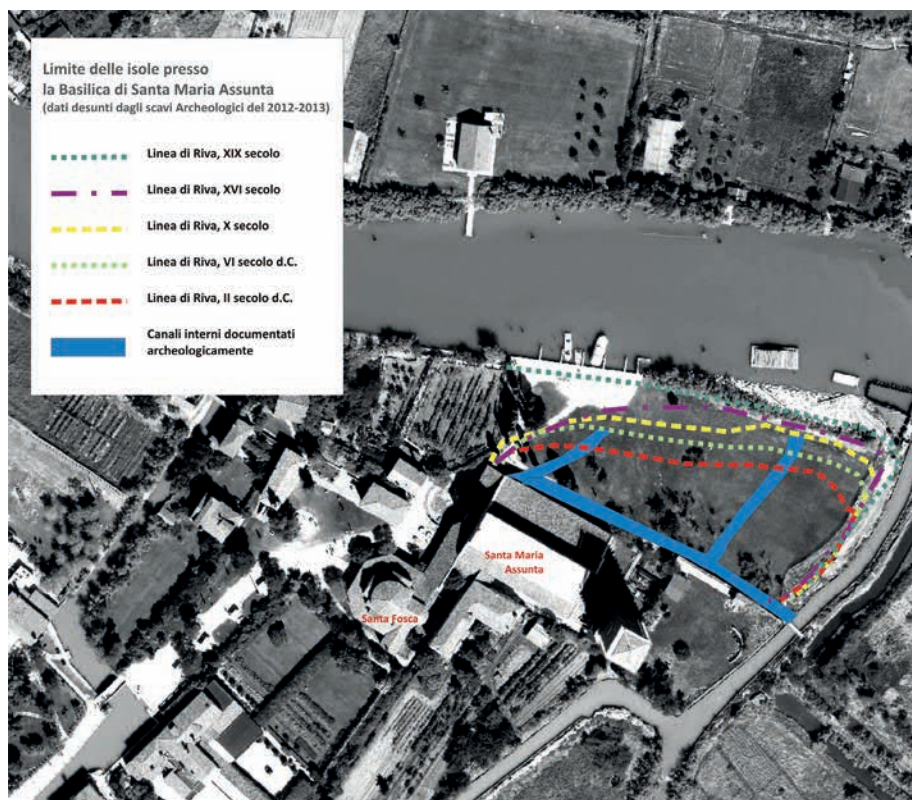 Limite delle isole presso
la Basilica di Santa Maria Assunta
(dati desunti dagli scavi Archeologici del 2012-2013)
Linea di Riva, XIX secolo
Linea di Riva, XVI secolo
Linea di Riva, X secolo
Linea di Riva, VI secolo d.C.
Linea di Riva, II secolo d.C.
Canali interni documentati
archeologicamente
Santa Maria
Assunta
Santa Fosca